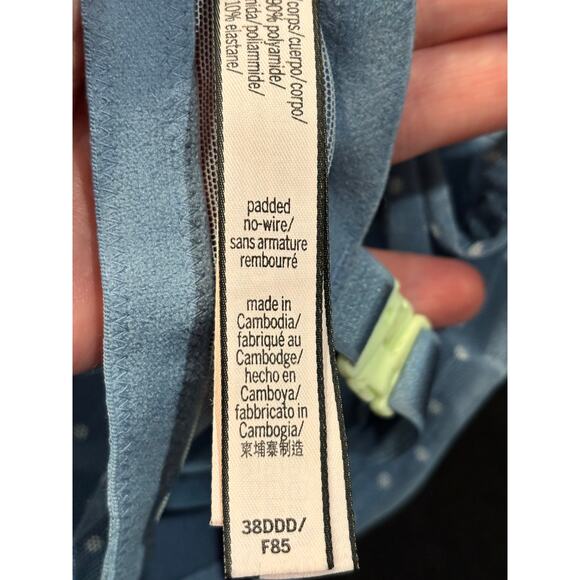 corps/cuerpo/corpo/
90% polyamide/
poliammide/
10% elastane/
padded
no-wire/
sans armature
rembourré
made in
Cambodia/
fabriqué au
Cambodge/
hecho en
Camboya/
fabbricato in
Cambogia/
柬埔寨制造
38DDD/
F85